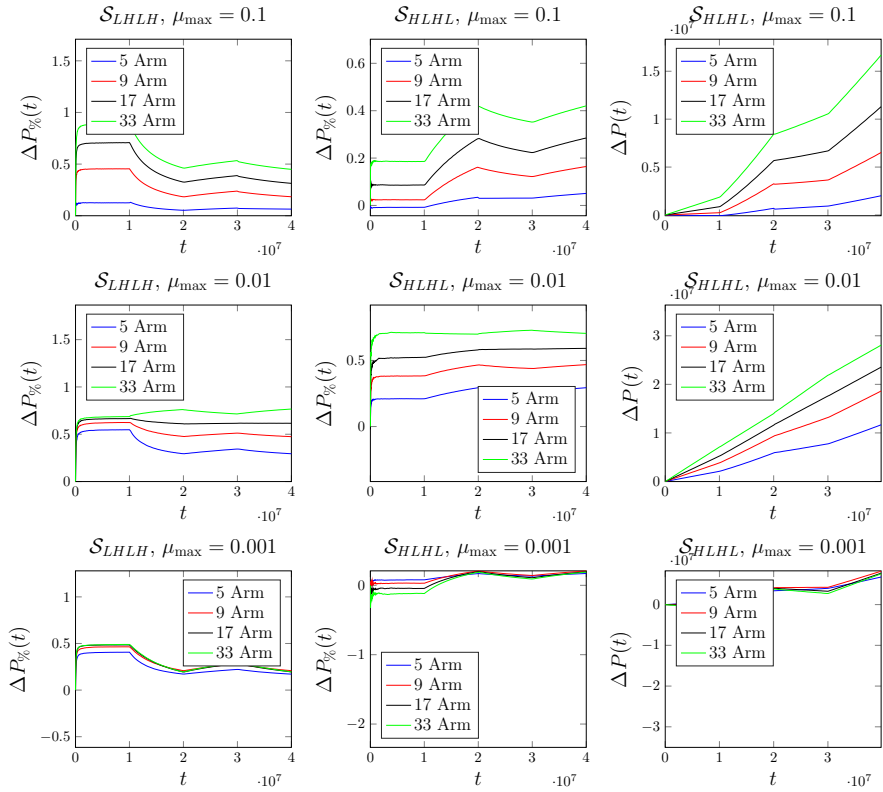 S_LHLH, μ_max = 0.1
ΔP_%(t)
1.5
1
0.5
0
5 Arm
9 Arm
17 Arm
33 Arm
0 1 2 3 4
·10^7
t
S_HLHL, μ_max = 0.1
ΔP_%(t)
0.6
0.4
0.2
0
5 Arm
9 Arm
17 Arm
33 Arm
0 1 2 3 4
·10^7
t
S_HLHL, μ_max = 0.1
·10^7
ΔP(t)
1.5
1
0.5
0
5 Arm
9 Arm
17 Arm
33 Arm
0 1 2 3
·10^7
t
S_LHLH, μ_max = 0.01
ΔP_%(t)
1.5
1
0.5
0
5 Arm
9 Arm
17 Arm
33 Arm
0 1 2 3 4
·10^7
t
S_HLHL, μ_max = 0.01
ΔP_%(t)
0.5
0
5 Arm
9 Arm
17 Arm
33 Arm
0 1 2 3 4
·10^7
t
S_HLHL, μ_max = 0.01
·10^7
ΔP(t)
3
2
1
0
5 Arm
9 Arm
17 Arm
33 Arm
0 1 2 3
·10^7
t
S_LHLH, μ_max = 0.001
ΔP_%(t)
1
0.5
0
−0.5
5 Arm
9 Arm
17 Arm
33 Arm
0 1 2 3 4
·10^7
t
S_HLHL, μ_max = 0.001
ΔP_%(t)
0
−1
−2
5 Arm
9 Arm
17 Arm
33 Arm
0 1 2 3 4
·10^7
t
S_HLHL, μ_max = 0.001
·10^7
ΔP(t)
0
−1
−2
−3
5 Arm
9 Arm
17 Arm
33 Arm
0 1 2 3
·10^7
t